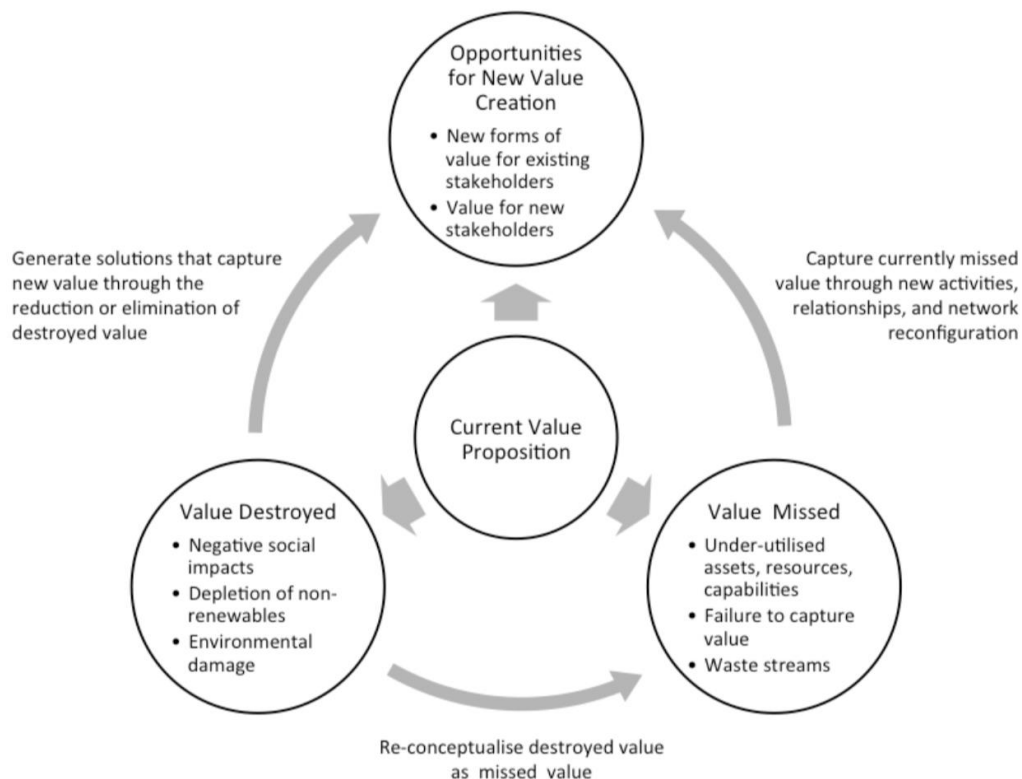 Opportunities
for New Value
Creation
• New forms of
value for existing
stakeholders
• Value for new
stakeholders
Generate solutions that capture
new value through the
reduction or elimination of
destroyed value
Capture currently missed
value through new activities,
relationships, and network
reconfiguration
Current Value
Proposition
Value Destroyed
• Negative social
impacts
• Depletion of non-
renewables
• Environmental
damage
Value Missed
• Under-utilised
assets, resources,
capabilities
• Failure to capture
value
• Waste streams
Re-conceptualise destroyed value
as missed value